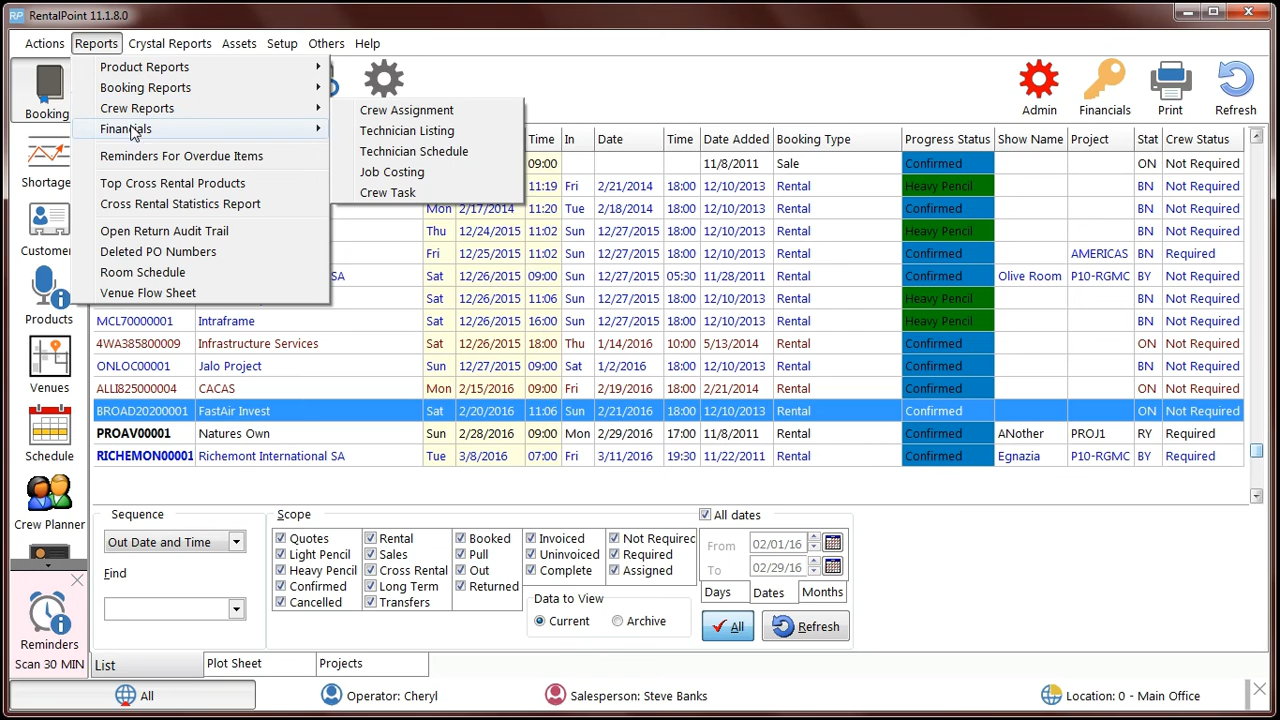 RP RentalPoint 11.1.8.0
Actions Reports Crystal Reports Assets Setup Others Help
Product Reports
Booking Reports
Crew Reports
Financials
Reminders For Overdue Items
Top Cross Rental Products
Cross Rental Statistics Report
Open Return Audit Trail
Deleted PO Numbers
Room Schedule
Venue Flow Sheet
Crew Assignment
Technician Listing
Technician Schedule
Job Costing
Crew Task
Admin Financials Print Refresh
Booking
Shortage
Customer
Products
Venues
Schedule
Crew Planner
Reminders
Scan 30 MIN
Time In Date Time Date Added Booking Type Progress Status Show Name Project Stat Crew Status
09:00 11/8/2011 Sale Confirmed ON Not Required
11:19 Fri 2/21/2014 18:00 12/10/2013 Rental Heavy Pencil BN Not Required
Mon 2/17/2014 11:20 Tue 2/18/2014 18:00 12/10/2013 Rental Confirmed BN Not Required
Thu 12/24/2015 11:02 Sun 12/27/2015 18:00 12/10/2013 Rental Heavy Pencil BN Not Required
Fri 12/25/2015 11:02 Sun 12/27/2015 18:00 12/10/2013 Rental Confirmed AMERICAS BN Required
SA Sat 12/26/2015 09:00 Sun 12/27/2015 05:30 11/28/2011 Rental Confirmed Olive Room P10-RGMC BY Not Required
Sat 12/26/2015 11:06 Sun 12/27/2015 18:00 12/10/2013 Rental Heavy Pencil BN Not Required
MCL70000001 Intraframe Sat 12/26/2015 16:00 Sun 12/27/2015 18:00 12/10/2013 Rental Heavy Pencil BN Not Required
4WA385800009 Infrastructure Services Sat 12/26/2015 18:00 Thu 1/14/2016 10:00 5/13/2014 Rental Confirmed ON Not Required
ONLOC00001 Jalo Project Sun 12/27/2015 09:00 Sat 1/2/2016 18:00 12/10/2013 Rental Confirmed BN Not Required
ALLI825000004 CACAS Mon 2/15/2016 09:00 Fri 2/19/2016 18:00 2/21/2014 Rental Confirmed ON Not Required
BROAD20200001 FastAir Invest Sat 2/20/2016 11:06 Sun 2/21/2016 18:00 12/10/2013 Rental Confirmed ON Not Required
PROAV00001 Natures Own Sun 2/28/2016 09:00 Mon 2/29/2016 17:00 11/8/2011 Rental Confirmed ANother PROJ1 RY Required
RICHEMON00001 Richemont International SA Tue 3/8/2016 07:00 Fri 3/11/2016 19:30 11/22/2011 Rental Confirmed Egnazia P10-RGMC BY Required
Sequence
Out Date and Time
Find
Scope
Quotes Rental Booked Invoiced Not Required
Light Pencil Sales Pull Uninvoiced Required
Heavy Pencil Cross Rental Out Complete Assigned
Confirmed Long Term Returned
Cancelled Transfers
Data to View
Current Archive
All dates
From 02/01/16
To 02/29/16
Days Dates Months
All Refresh
List Plot Sheet Projects
All Operator: Cheryl Salesperson: Steve Banks Location: 0 - Main Office